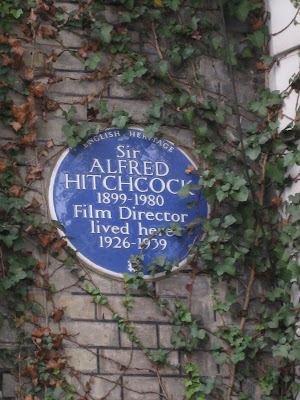 ENGLISH HERITAGE
Sir
ALFRED
HITCHCOCK
1899-1980
Film Director
lived here
1926-1939